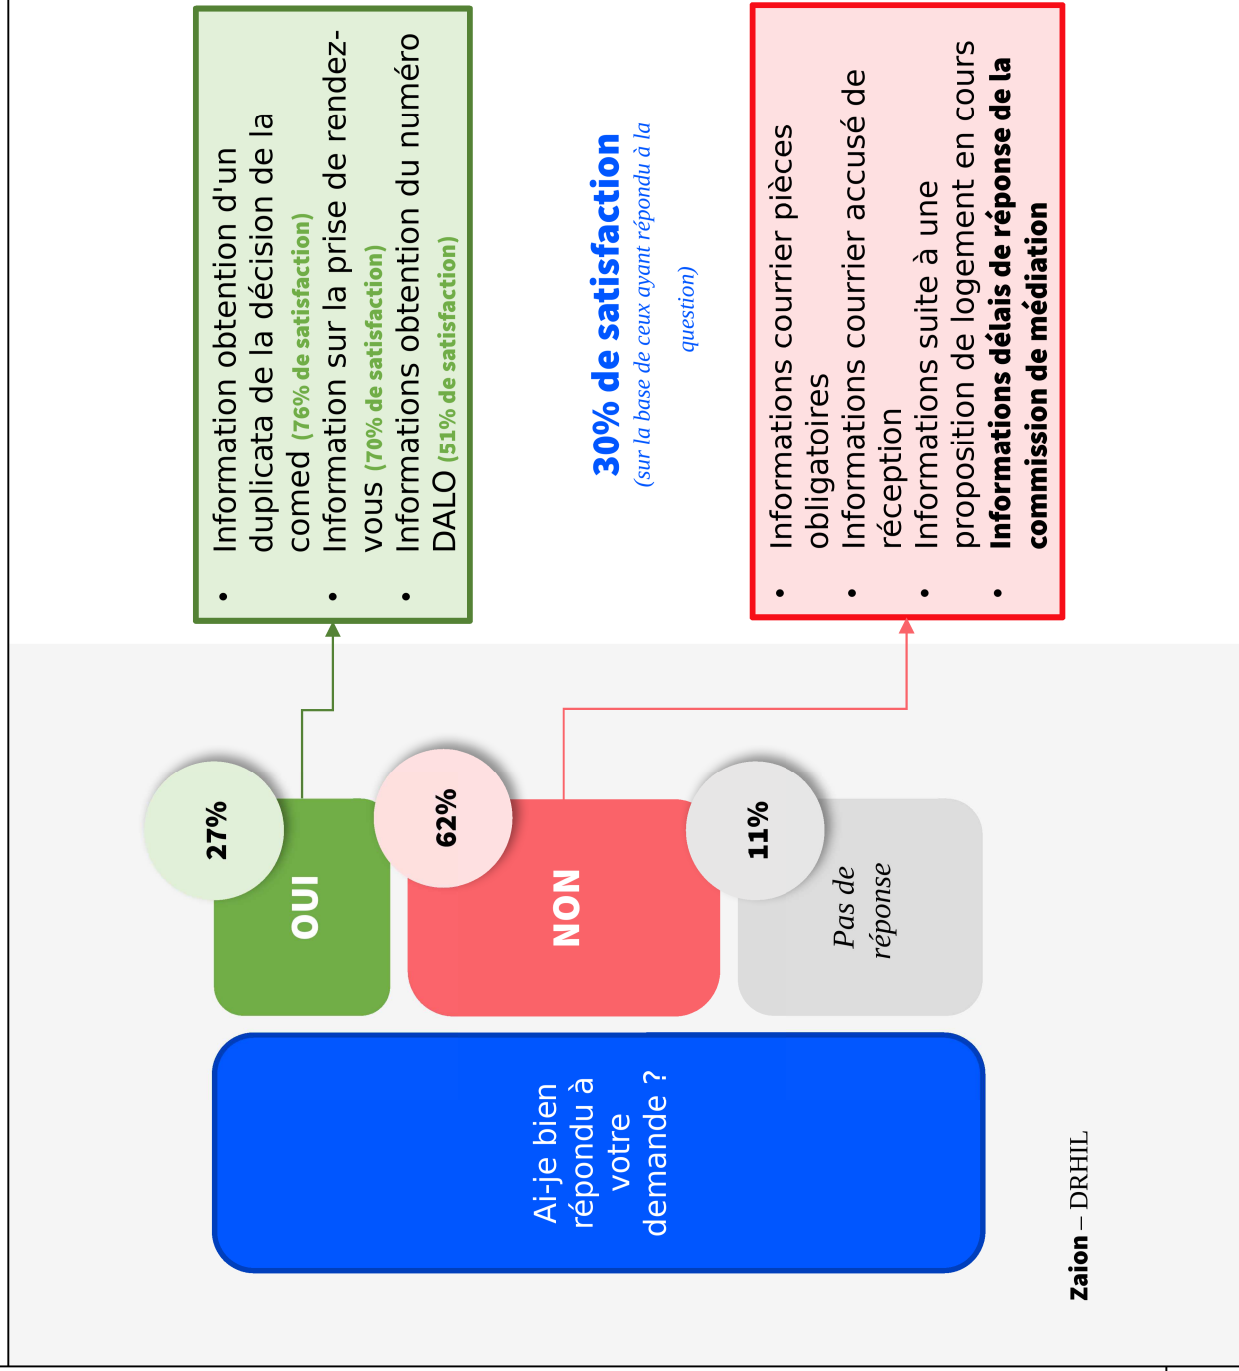 Ai-je bien
répondu à
votre
demande ?
27%
OUI
62%
NON
11%
Pas de
réponse
• Information obtention d'un
duplicata de la décision de la
comed (76% de satisfaction)
• Information sur la prise de rendez-
vous (70% de satisfaction)
• Informations obtention du numéro
DALO (51% de satisfaction)
30% de satisfaction
(sur la base de ceux ayant répondu à la
question)
• Informations courrier pièces
obligatoires
• Informations courrier accusé de
réception
• Informations suite à une
proposition de logement en cours
• Informations délais de réponse de la
commission de médiation
Zaion – DRHIL